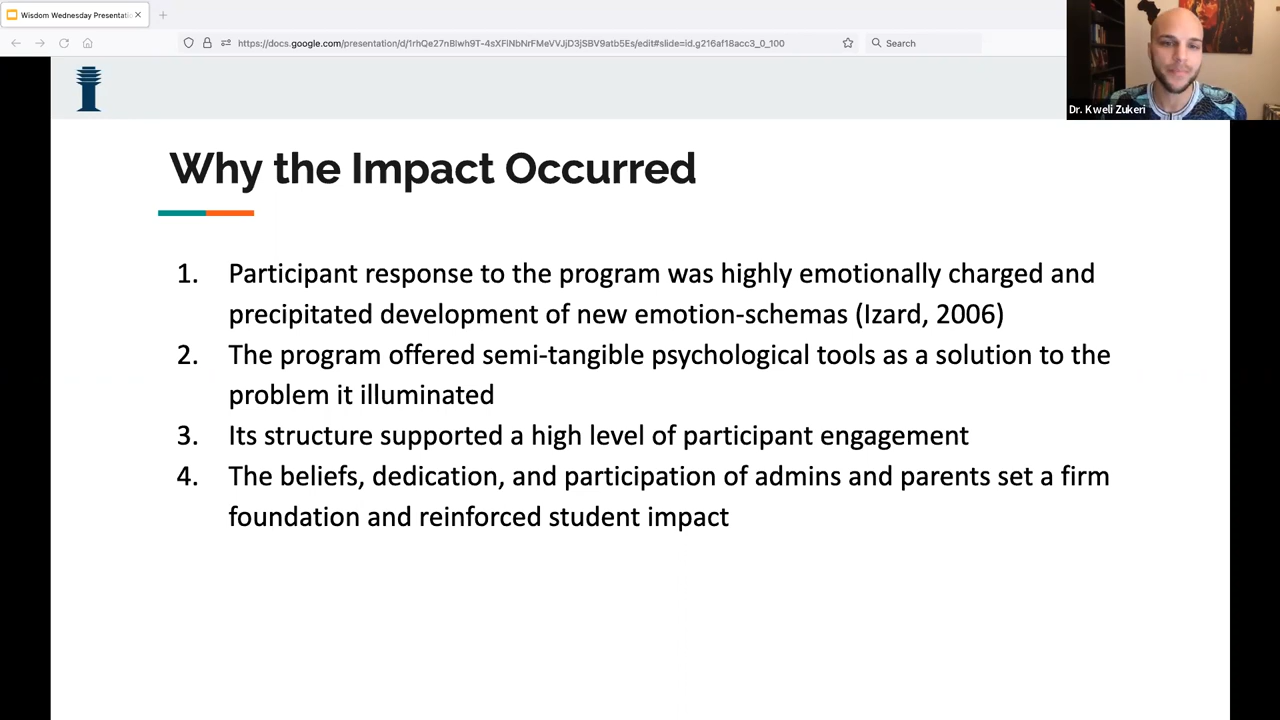 Wisdom Wednesday Presentati
https://docs.google.com/presentation/d/1rhQe27nBlwh9T-4sXFlNbNrFMeVVJjD3jSBV9atb5Es/edit#slide=id.g216af18acc3_0_100
Search
Dr. Kweli Zukeri
Why the Impact Occurred
1. Participant response to the program was highly emotionally charged and
precipitated development of new emotion-schemas (Izard, 2006)
2. The program offered semi-tangible psychological tools as a solution to the
problem it illuminated
3. Its structure supported a high level of participant engagement
4. The beliefs, dedication, and participation of admins and parents set a firm
foundation and reinforced student impact